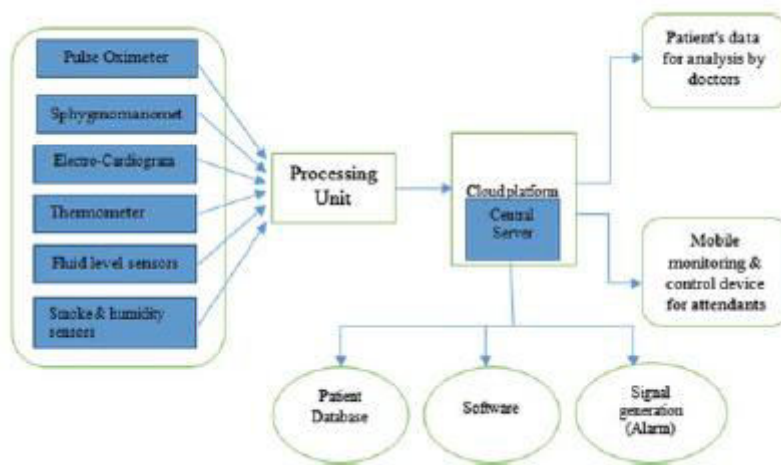 Pulse Oximeter
Sphygmomanomet
Electro-Cardiogram
Thermometer
Fluid level sensors
Smoke & humidity
sensors
Processing
Unit
Cloud platform
Central
Server
Patient's data
for analysis by
doctors
Mobile
monitoring &
control device
for attendants
Patient
Database
Software
Signal
generation
(Alarm)